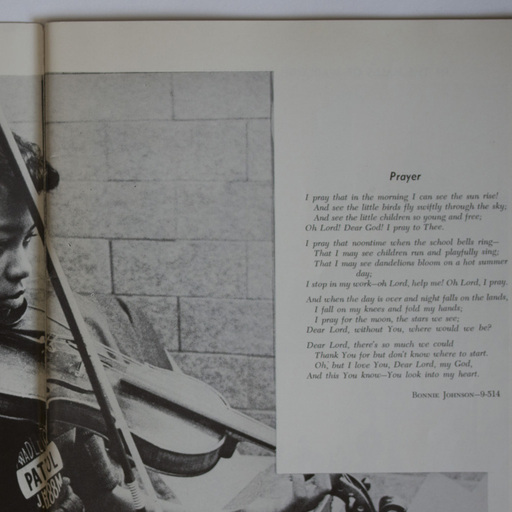 Prayer
I pray that in the morning I can see the sun rise!
And see the little birds fly swiftly through the sky;
And see the little children so young and free;
Oh Lord! Dear God! I pray to Thee.
I pray that noontime when the school bells ring—
That I may see children run and playfully sing;
That I may see dandelions bloom on a hot summer
day;
I stop in my work—oh Lord, help me! Oh Lord, I pray.
And when the day is over and night falls on the lands,
I fall on my knees and fold my hands;
I pray for the moon, the stars we see;
Dear Lord, without You, where would we be?
Dear Lord, there's so much we could
Thank You for but don't know where to start.
Oh, but I love You, Dear Lord, my God,
And this You know—You look into my heart.
BONNIE JOHNSON—9-514
PATROL